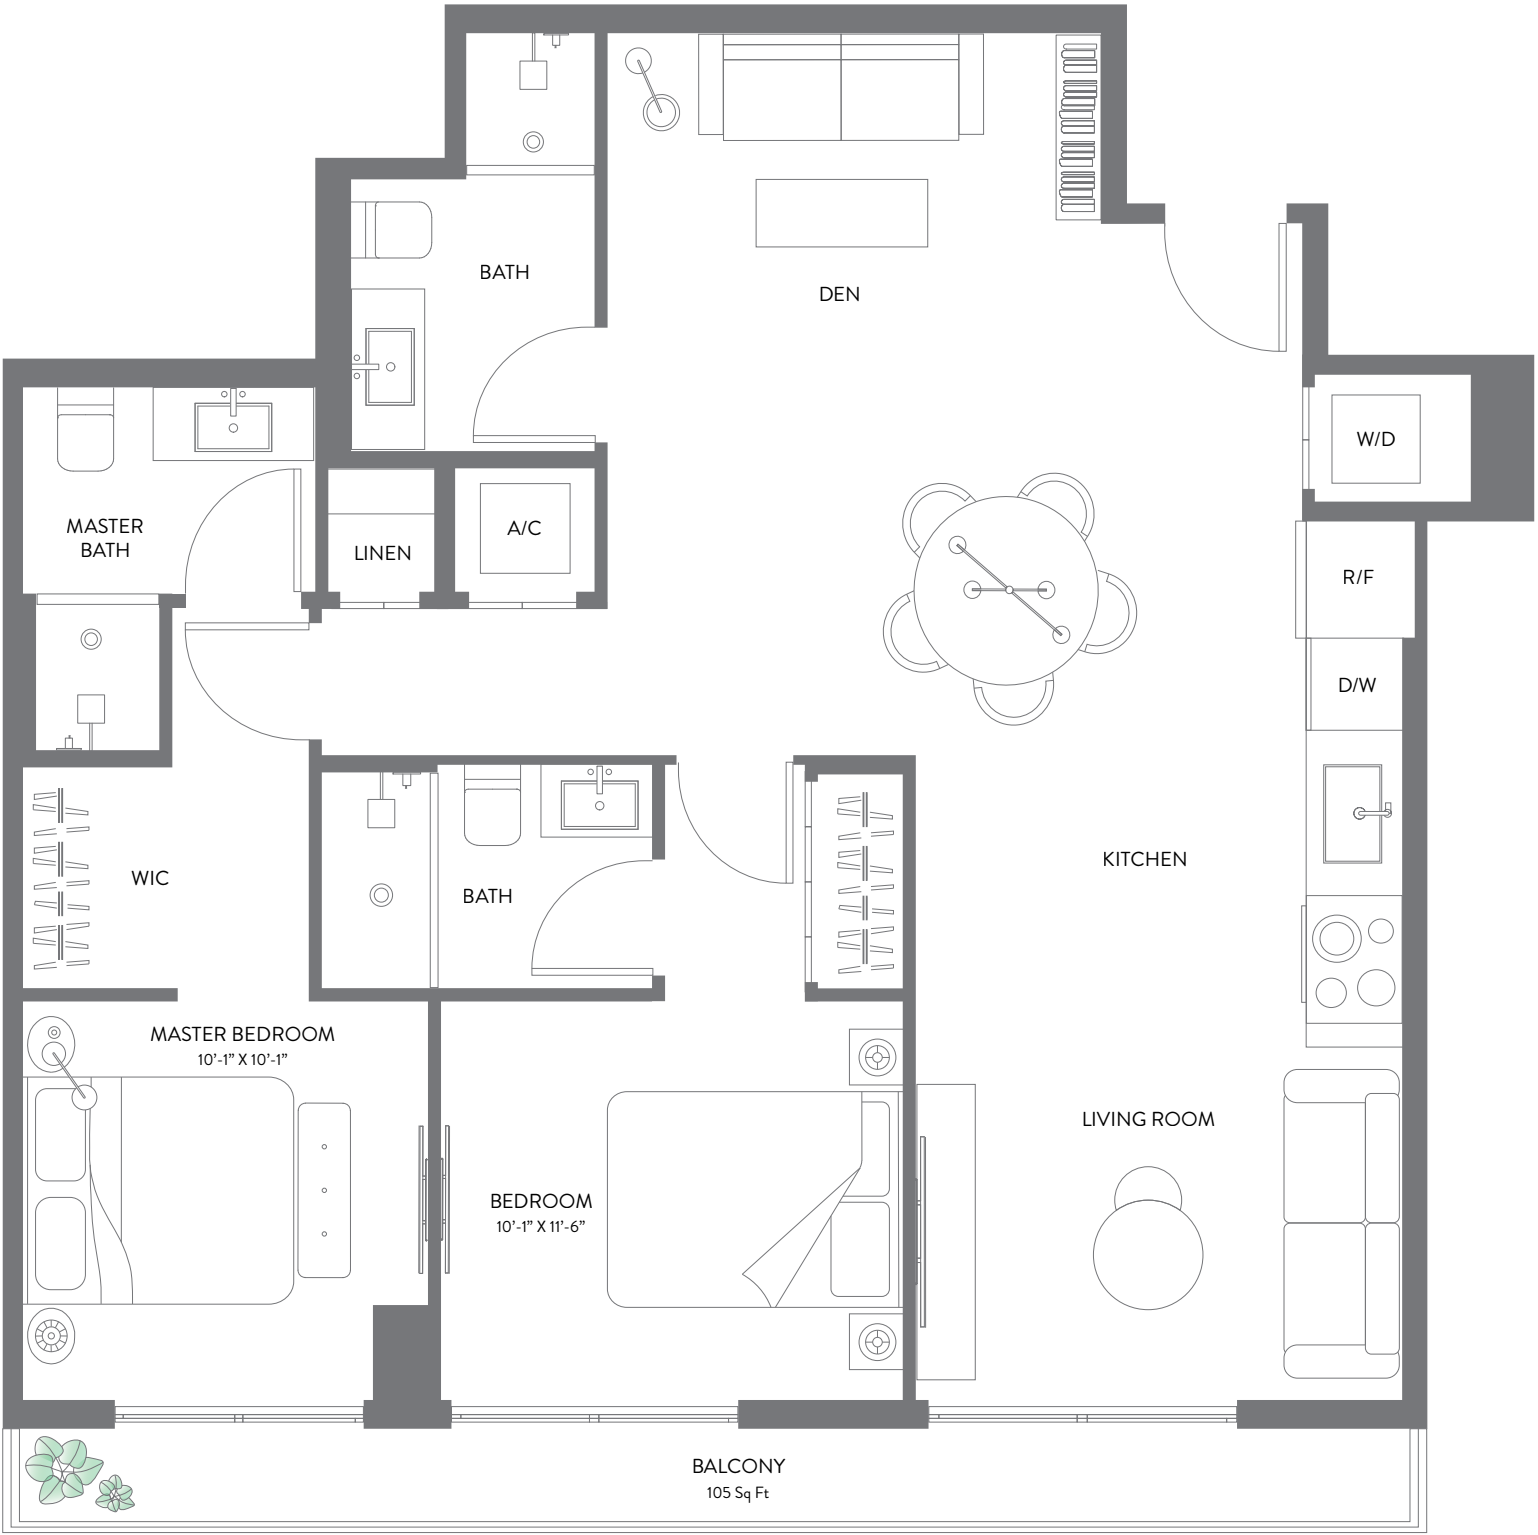 BATH
DEN
W/D
MASTER
BATH
A/C
LINEN
R/F
D/W
KITCHEN
WIC
BATH
MASTER BEDROOM
10’-1” X 10’-1”
LIVING ROOM
BEDROOM
10’-1” X 11’-6”
BALCONY
105 Sq Ft